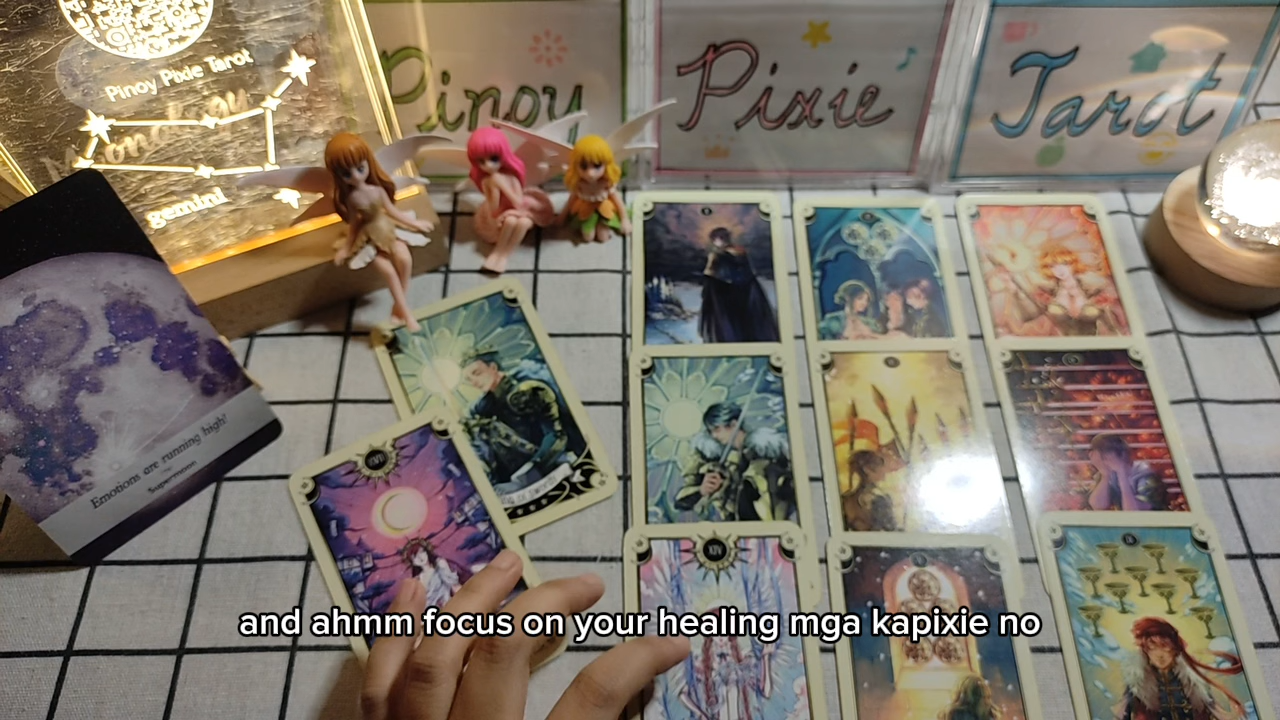 Pinoy Pixie Tarot
Pinoy Pixie Tarot
gemini
Emotions are running high!
Supermoon
XIV
and ahmm focus on your healing mga kapixie no